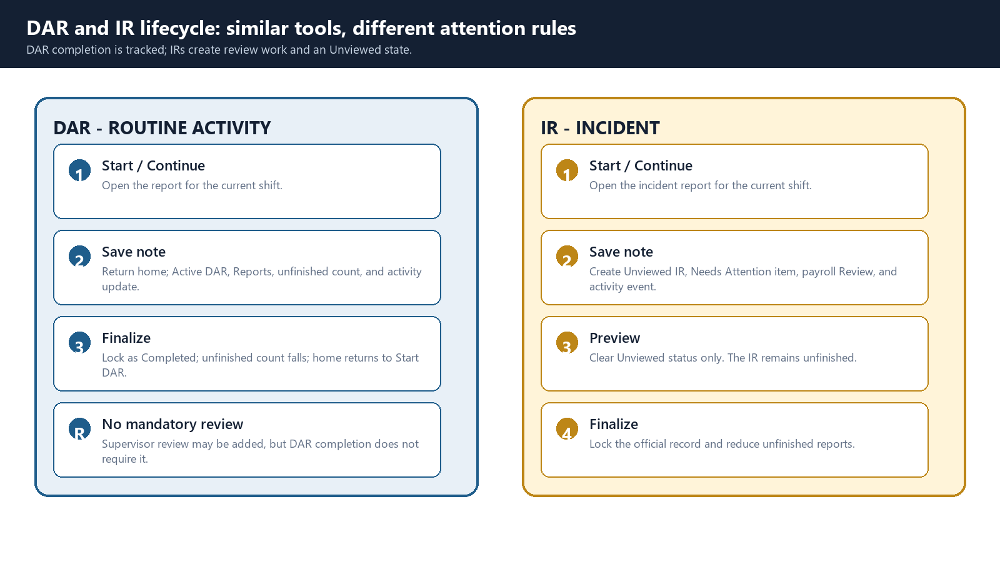 DAR and IR lifecycle: similar tools, different attention rules
DAR completion is tracked; IRs create review work and an Unviewed state.
DAR - ROUTINE ACTIVITY
1
Start / Continue
Open the report for the current shift.
2
Save note
Return home; Active DAR, Reports, unfinished count, and activity
update.
3
Finalize
Lock as Completed; unfinished count falls; home returns to Start
DAR.
R
No mandatory review
Supervisor review may be added, but DAR completion does not
require it.
IR - INCIDENT
1
Start / Continue
Open the incident report for the current shift.
2
Save note
Create Unviewed IR, Needs Attention item, payroll Review, and
activity event.
3
Preview
Clear Unviewed status only. The IR remains unfinished.
4
Finalize
Lock the official record and reduce unfinished reports.